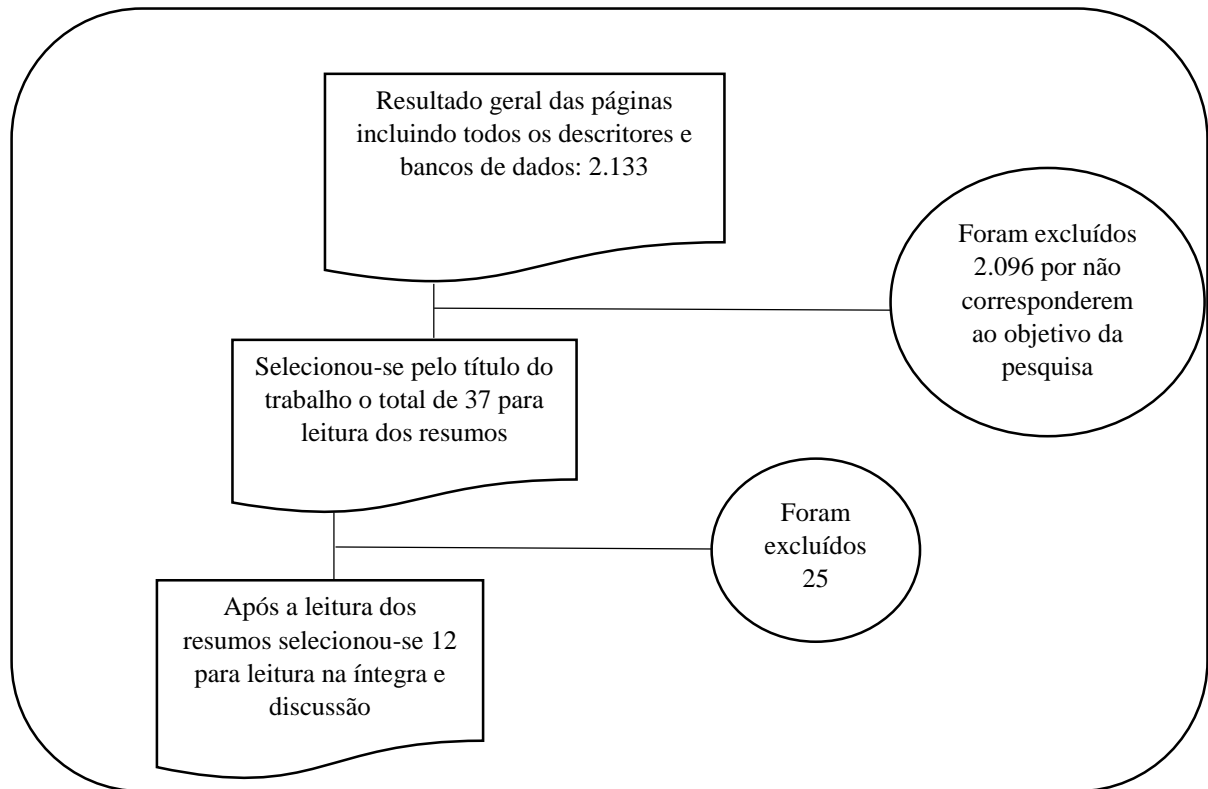 Resultado geral das páginas
incluindo todos os descritores e
bancos de dados: 2.133
Foram excluídos
2.096 por não
corresponderem
ao objetivo da
pesquisa
Selecionou-se pelo título do
trabalho o total de 37 para
leitura dos resumos
Foram
excluídos
25
Após a leitura dos
resumos selecionou-se 12
para leitura na íntegra e
discussão